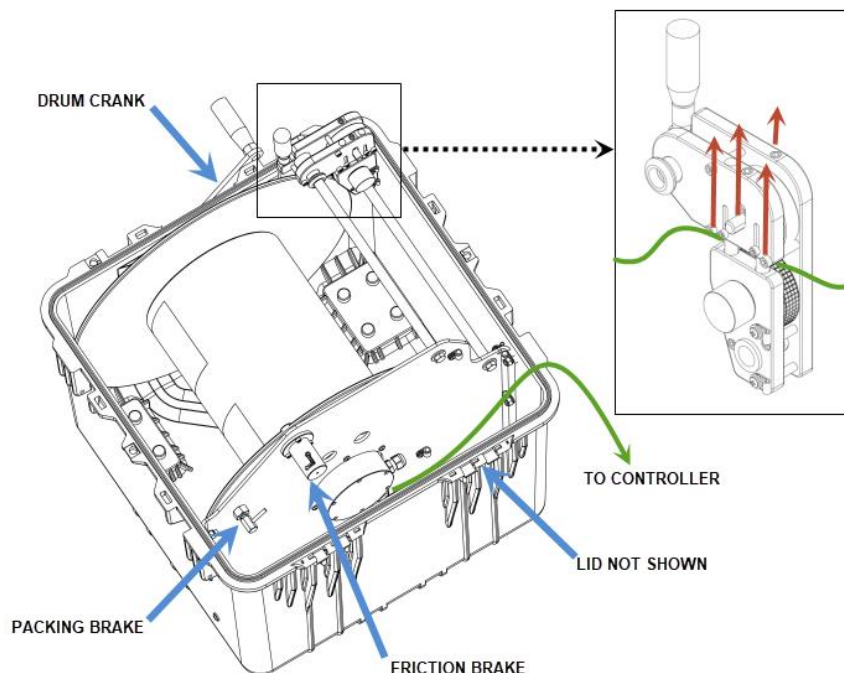 DRUM CRANK
TO CONTROLLER
LID NOT SHOWN
PACKING BRAKE
FRICTION BRAKE